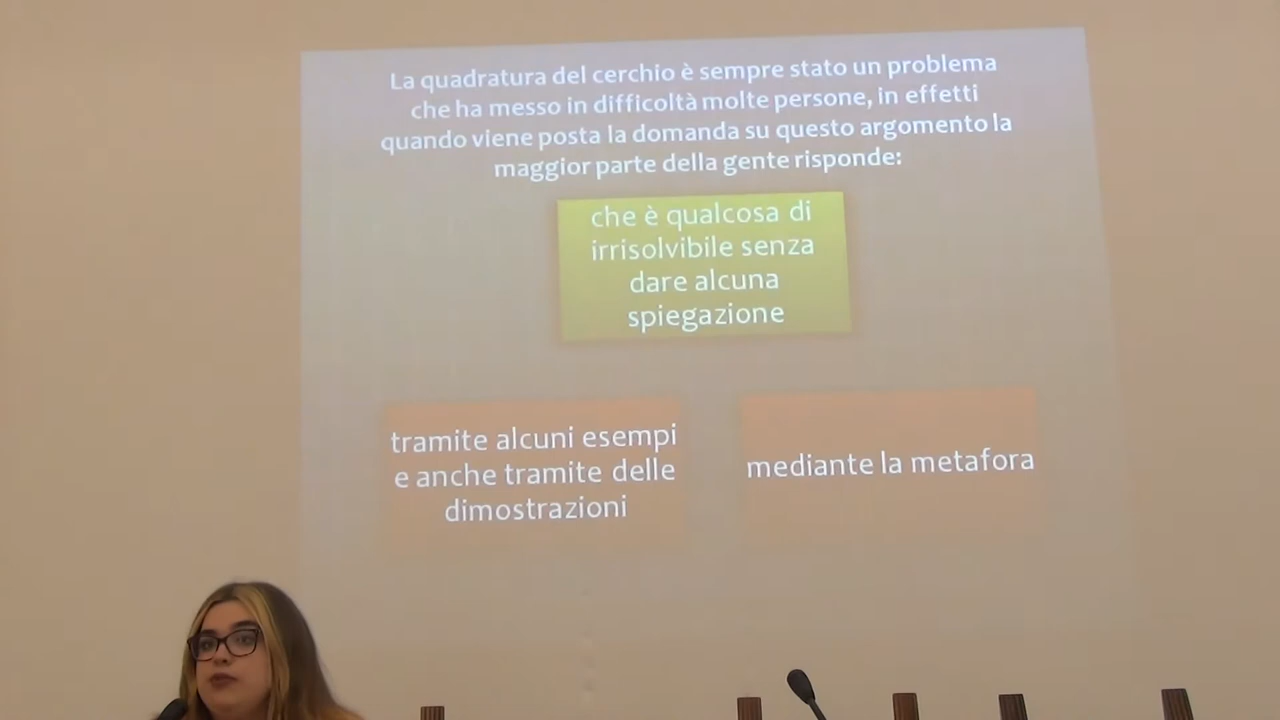 La quadratura del cerchio è sempre stato un problema
che ha messo in difficoltà molte persone, in effetti
quando viene posta la domanda su questo argomento la
maggior parte della gente risponde:
che è qualcosa di
irrisolvibile senza
dare alcuna
spiegazione
tramite alcuni esempi
e anche tramite delle
dimostrazioni
mediante la metafora